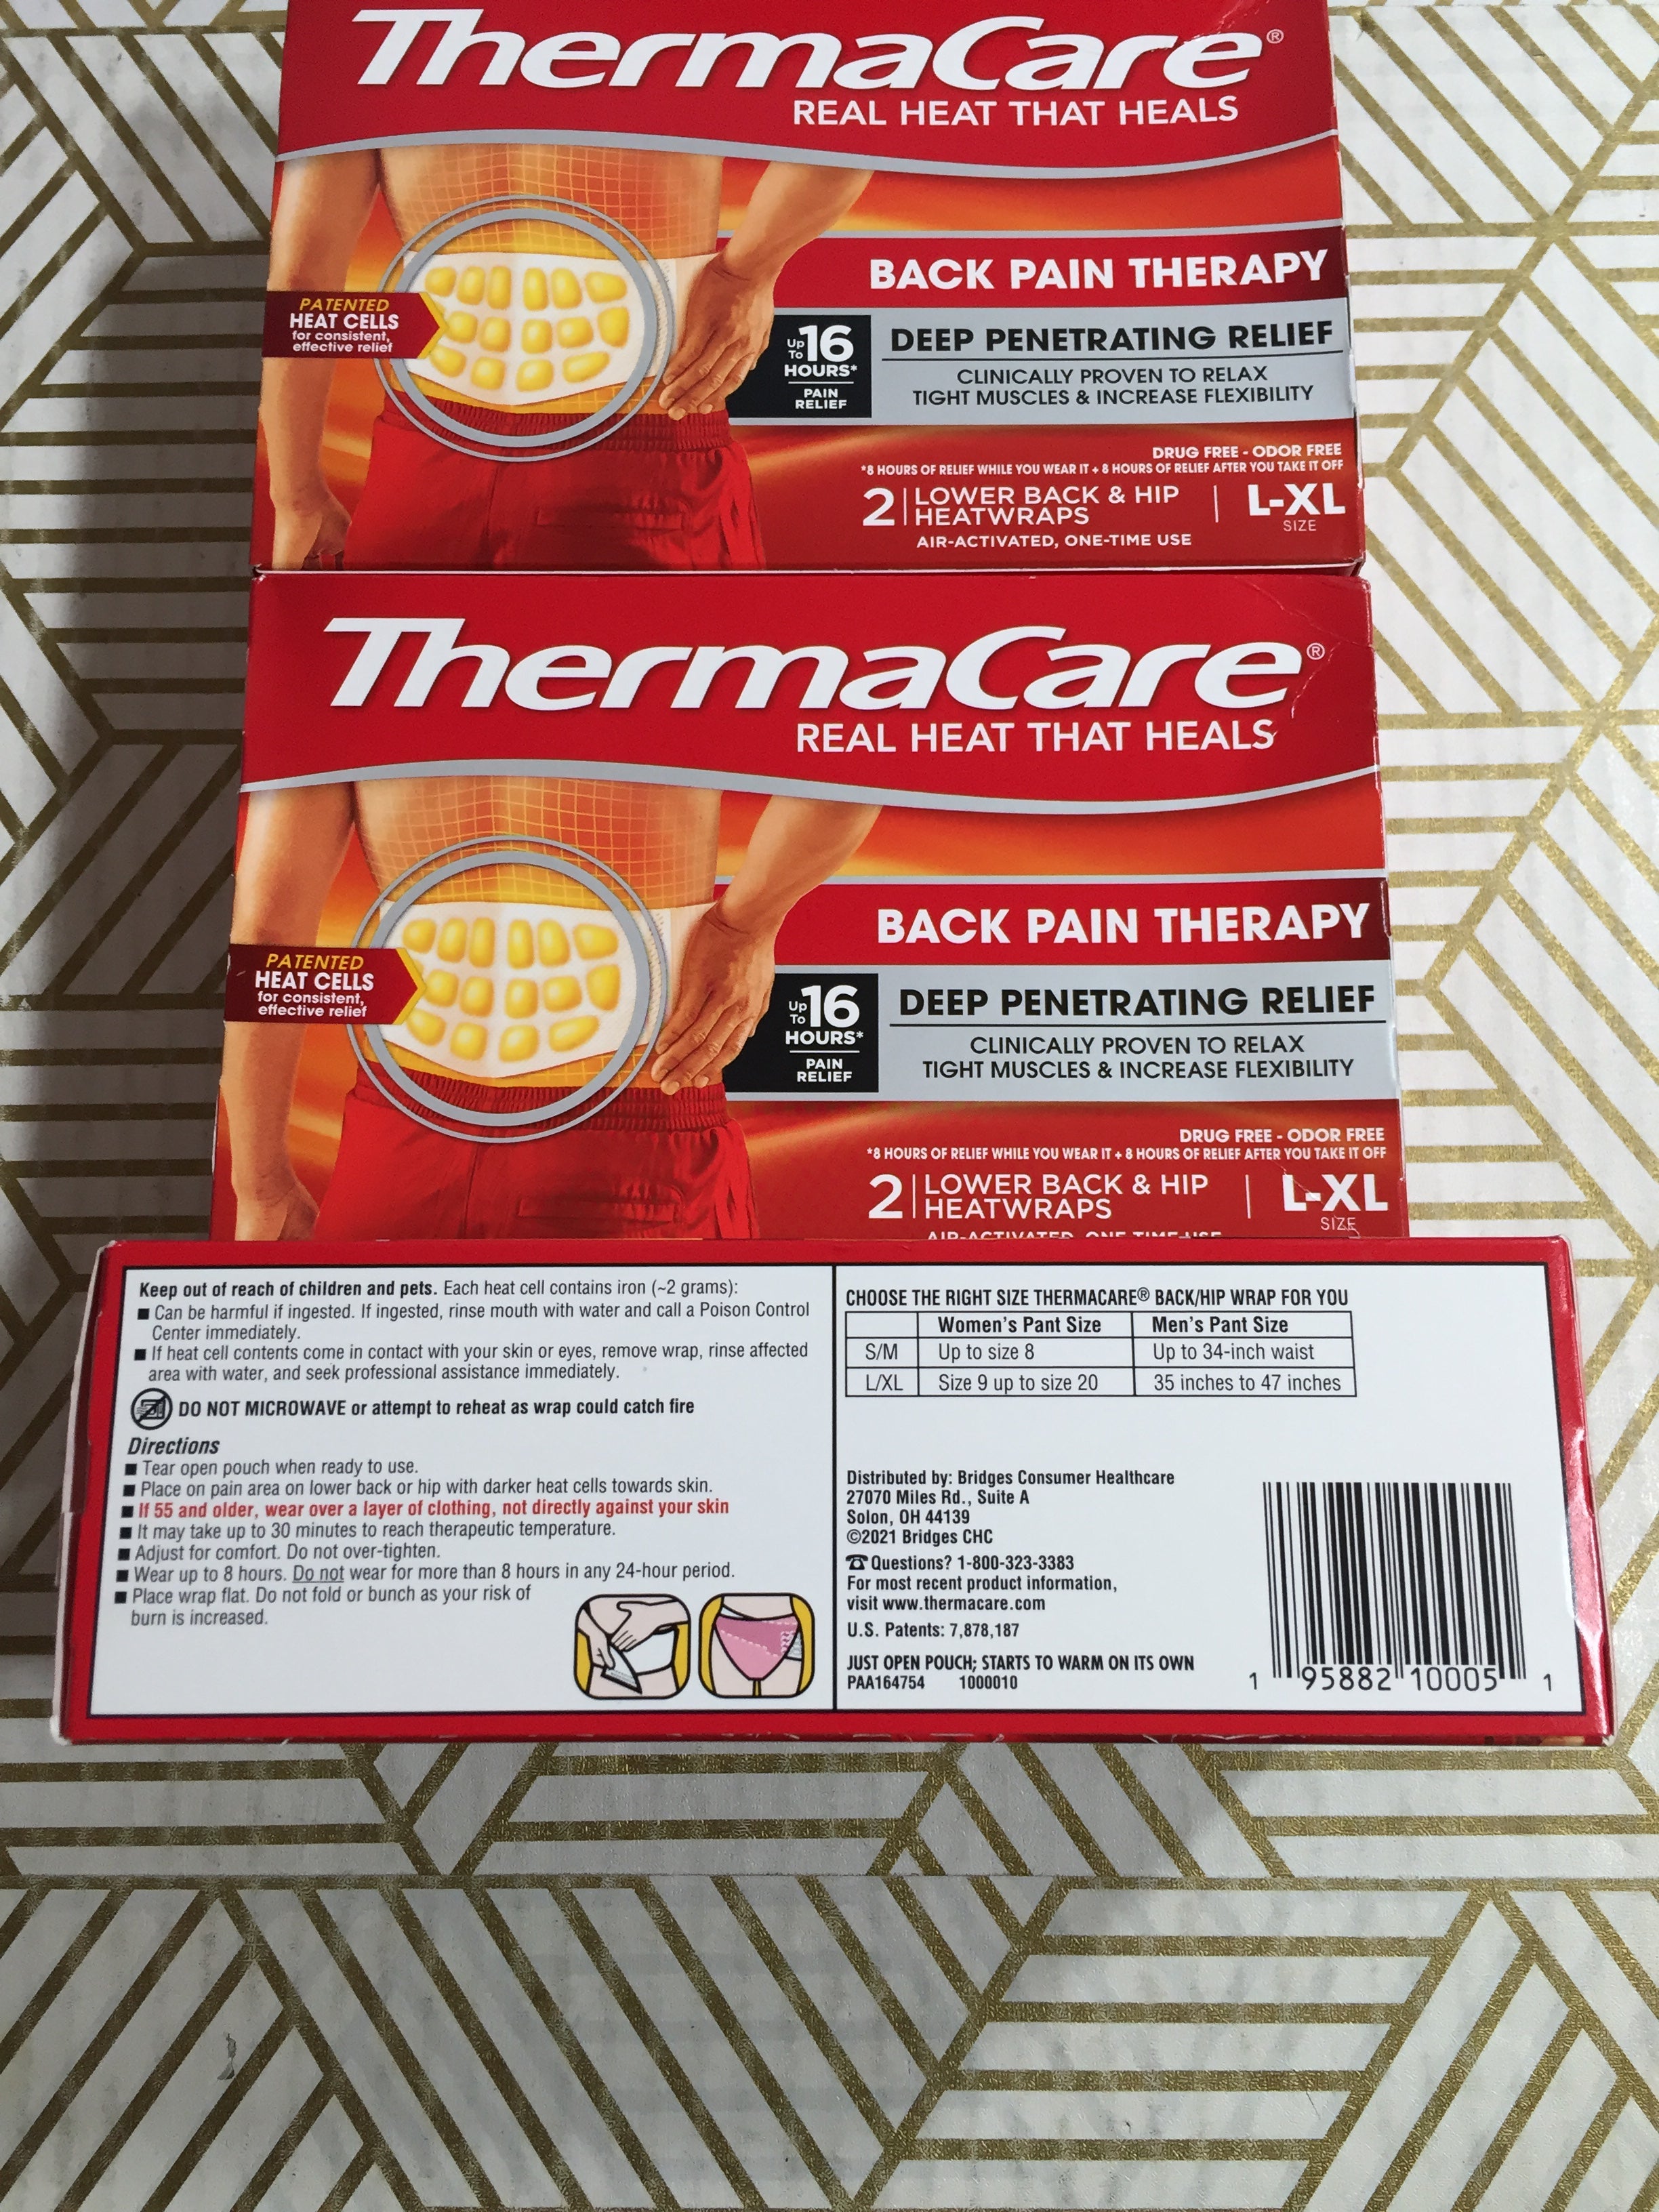 ThermaCare®
REAL HEAT THAT HEALS
PATENTED
HEAT CELLS
for consistent,
effective relief
BACK PAIN THERAPY
Up To 16
HOURS*
PAIN
RELIEF
DEEP PENETRATING RELIEF
CLINICALLY PROVEN TO RELAX
TIGHT MUSCLES & INCREASE FLEXIBILITY
DRUG FREE - ODOR FREE
*8 HOURS OF RELIEF WHILE YOU WEAR IT + 8 HOURS OF RELIEF AFTER YOU TAKE IT OFF
2 LOWER BACK & HIP
HEATWRAPS
L-XL
SIZE
AIR-ACTIVATED, ONE-TIME USE
ThermaCare®
REAL HEAT THAT HEALS
PATENTED
HEAT CELLS
for consistent,
effective relief
BACK PAIN THERAPY
Up To 16
HOURS*
PAIN
RELIEF
DEEP PENETRATING RELIEF
CLINICALLY PROVEN TO RELAX
TIGHT MUSCLES & INCREASE FLEXIBILITY
DRUG FREE - ODOR FREE
*8 HOURS OF RELIEF WHILE YOU WEAR IT + 8 HOURS OF RELIEF AFTER YOU TAKE IT OFF
2 LOWER BACK & HIP
HEATWRAPS
L-XL
SIZE
AIR-ACTIVATED, ONE-TIME USE
Keep out of reach of children and pets. Each heat cell contains iron (~2 grams):
■ Can be harmful if ingested. If ingested, rinse mouth with water and call a Poison Control
Center immediately.
■ If heat cell contents come in contact with your skin or eyes, remove wrap, rinse affected
area with water, and seek professional assistance immediately.
DO NOT MICROWAVE or attempt to reheat as wrap could catch fire
Directions
■ Tear open pouch when ready to use.
■ Place on pain area on lower back or hip with darker heat cells towards skin.
■ If 55 and older, wear over a layer of clothing, not directly against your skin
■ It may take up to 30 minutes to reach therapeutic temperature.
■ Adjust for comfort. Do not over-tighten.
■ Wear up to 8 hours. Do not wear for more than 8 hours in any 24-hour period.
■ Place wrap flat. Do not fold or bunch as your risk of
burn is increased.
CHOOSE THE RIGHT SIZE THERMACARE® BACK/HIP WRAP FOR YOU
Women's Pant Size Men's Pant Size
S/M Up to size 8 Up to 34-inch waist
L/XL Size 9 up to size 20 35 inches to 47 inches
Distributed by: Bridges Consumer Healthcare
27070 Miles Rd., Suite A
Solon, OH 44139
©2021 Bridges CHC
☎ Questions? 1-800-323-3383
For most recent product information,
visit www.thermacare.com
U.S. Patents: 7,878,187
JUST OPEN POUCH; STARTS TO WARM ON ITS OWN
PAA164754 1000010
1 95882 10005 1